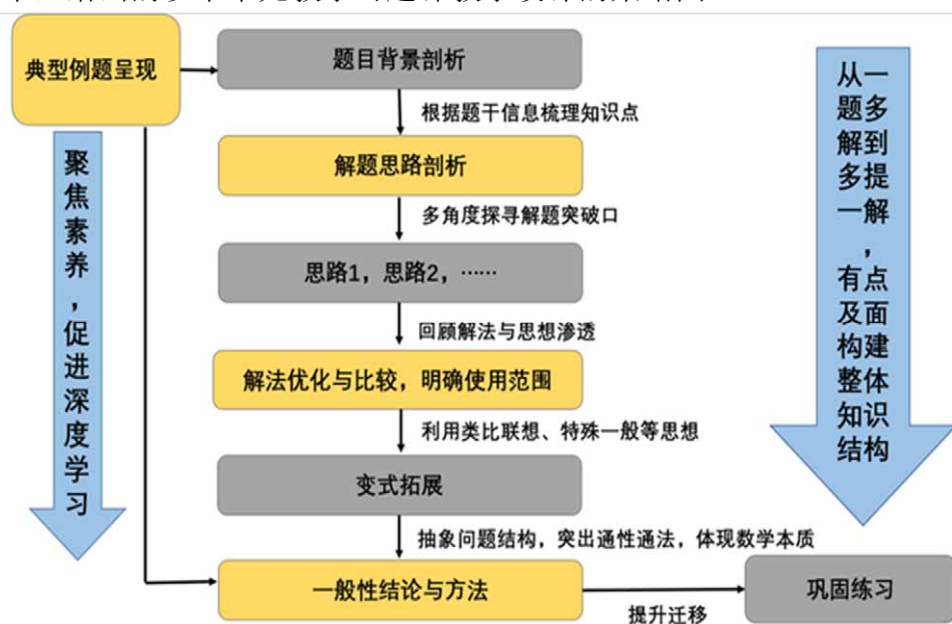 典型例题呈现
题目背景剖析
根据题干信息梳理知识点
解题思路剖析
多角度探寻解题突破口
思路1，思路2，……
回顾解法与思想渗透
解法优化与比较，明确使用范围
利用类比联想、特殊一般等思想
变式拓展
抽象问题结构，突出通性通法，体现数学本质
一般性结论与方法
提升迁移
巩固练习
聚焦素养，促进深度学习
从一
题多
解到
多提
一解
，
有点
及面
构建
整体
知识
结构